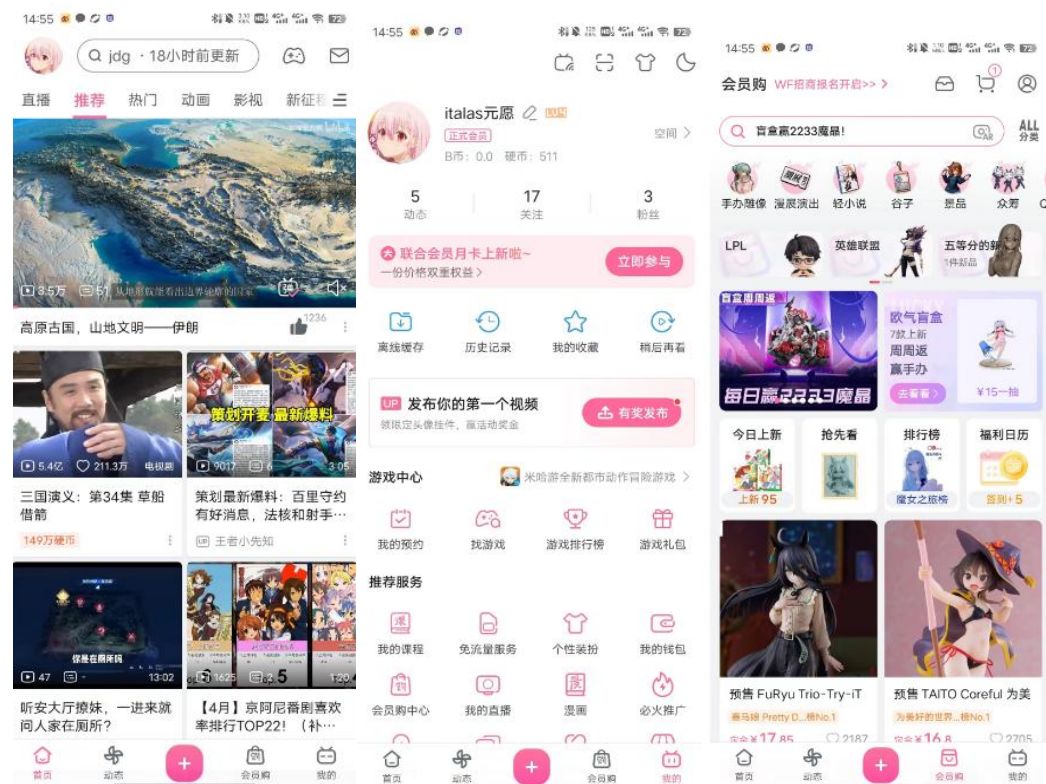 14:55
72
jdg · 18小时前更新
直播 推荐 热门 动画 影视 新征程
3.5万 51 从地形就能看出边界轮廓的国家
高原古国，山地文明——伊朗
1236
5.4亿 211.3万 电视剧
三国演义：第34集 草船
借箭
149万硬币
策划开麦 最新爆料
9017 6 3:05
策划最新爆料：百里守约
有好消息，法核和射手…
UP 王者小先知
你是在厕所吗
47 13:02
听安大厅撩妹，一进来就
问人家在厕所？
1625 2 1:20
【4月】京阿尼番剧喜欢
率排行TOP22！（补…
首页 动态 会员购 我的
14:55
72
italas元愿
正式会员
B币：0.0 硬币：511
空间
5 17 3
动态 关注 粉丝
联合会员月卡上新啦~
一份价格双重权益
立即参与
离线缓存 历史记录 我的收藏 稍后再看
UP 发布你的第一个视频
领限定头像挂件，赢活动奖金
有奖发布
游戏中心 米哈游全新都市动作冒险游戏
我的预约 找游戏 游戏排行榜 游戏礼包
推荐服务
我的课程 免流量服务 个性装扮 我的钱包
会员购中心 我的直播 漫画 必火推广
首页 动态 会员购 我的
14:55
72
会员购 WF招商报名开启>>
1
盲盒赢2233魔晶!
AR
ALL
分类
手办雕像 漫展演出 轻小说 谷子 景品 众筹
LPL 英雄联盟 五等分的新
1件新品
盲盒周周返
每日赢2233魔晶
欧气盲盒
7款上新
周周返
赢手办
去看看
¥15一抽
今日上新 抢先看 排行榜 福利日历
上新 95 魔女之旅榜 签到+5
预售 FuRyu Trio-Try-iT
赛马娘 Pretty D...榜No.1
定金¥17.85 2187
预售 TAITO Coreful 为美
为美好的世界...榜No.1
定金¥16.8 2705
首页 动态 会员购 我的